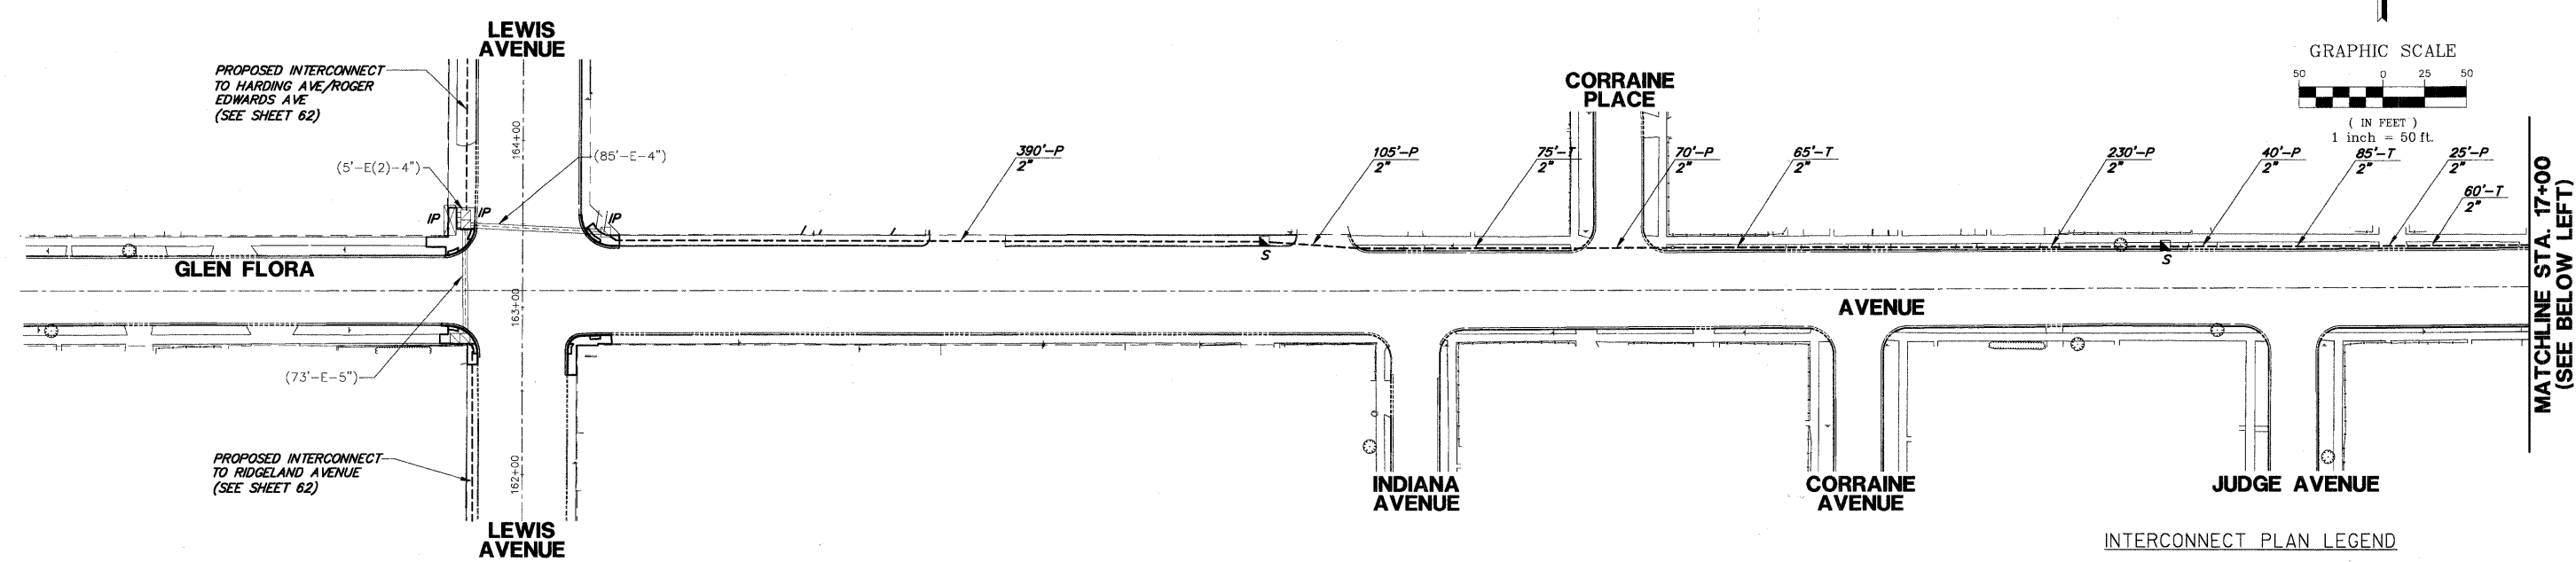 LEWIS
AVENUE
PROPOSED INTERCONNECT
TO HARDING AVE/ROGER
EDWARDS AVE
(SEE SHEET 62)
(5'-E(2)-4")
(85'-E-4")
164+00
IP
IP
IP
390'-P
2"
105'-P
2"
75'-T
2"
CORRAINE
PLACE
70'-P
2"
65'-T
2"
230'-P
2"
40'-P
2"
85'-T
2"
25'-P
2"
60'-T
2"
GRAPHIC SCALE
50 0 25 50
( IN FEET )
1 inch = 50 ft.
MATCHLINE STA. 17+00
(SEE BELOW LEFT)
S
S
GLEN FLORA
AVENUE
163+00
(73'-E-5")
PROPOSED INTERCONNECT
TO RIDGELAND AVENUE
(SEE SHEET 62)
162+00
LEWIS
AVENUE
INDIANA
AVENUE
CORRAINE
AVENUE
JUDGE AVENUE
INTERCONNECT PLAN LEGEND